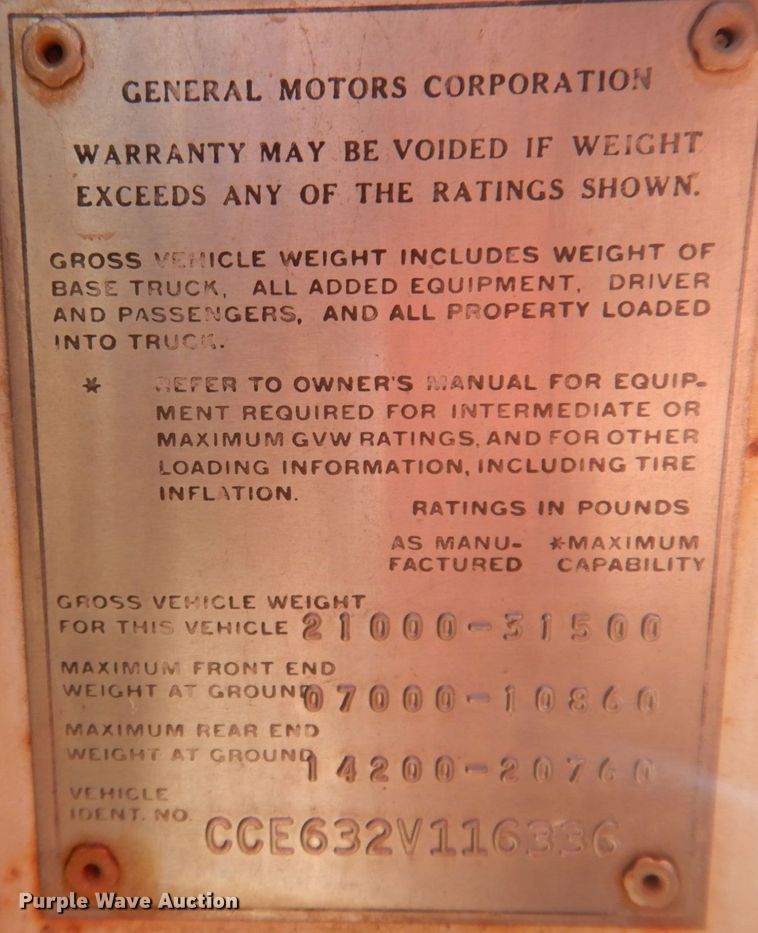 GENERAL MOTORS CORPORATION
WARRANTY MAY BE VOIDED IF WEIGHT
EXCEEDS ANY OF THE RATINGS SHOWN.
GROSS VEHICLE WEIGHT INCLUDES WEIGHT OF
BASE TRUCK, ALL ADDED EQUIPMENT, DRIVER
AND PASSENGERS, AND ALL PROPERTY LOADED
INTO TRUCK.
* REFER TO OWNER'S MANUAL FOR EQUIP-
MENT REQUIRED FOR INTERMEDIATE OR
MAXIMUM GVW RATINGS, AND FOR OTHER
LOADING INFORMATION, INCLUDING TIRE
INFLATION.
RATINGS IN POUNDS
AS MANU- *MAXIMUM
FACTURED CAPABILITY
GROSS VEHICLE WEIGHT
FOR THIS VEHICLE 21000-31500
MAXIMUM FRONT END
WEIGHT AT GROUND 07000-10860
MAXIMUM REAR END
WEIGHT AT GROUND 14200-20760
VEHICLE
IDENT. NO. CCE632V116336
Purple Wave Auction